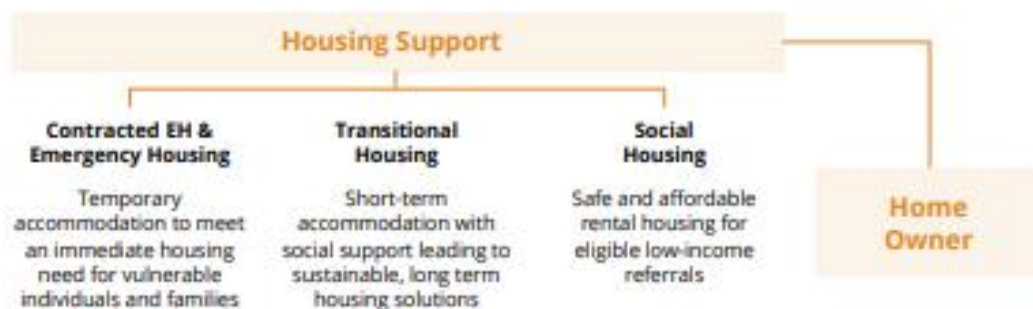 Housing Support
Contracted EH &
Emergency Housing
Temporary
accommodation to meet
an immediate housing
need for vulnerable
individuals and families
Transitional
Housing
Short-term
accommodation with
social support leading to
sustainable, long term
housing solutions
Social
Housing
Safe and affordable
rental housing for
eligible low-income
referrals
Home
Owner